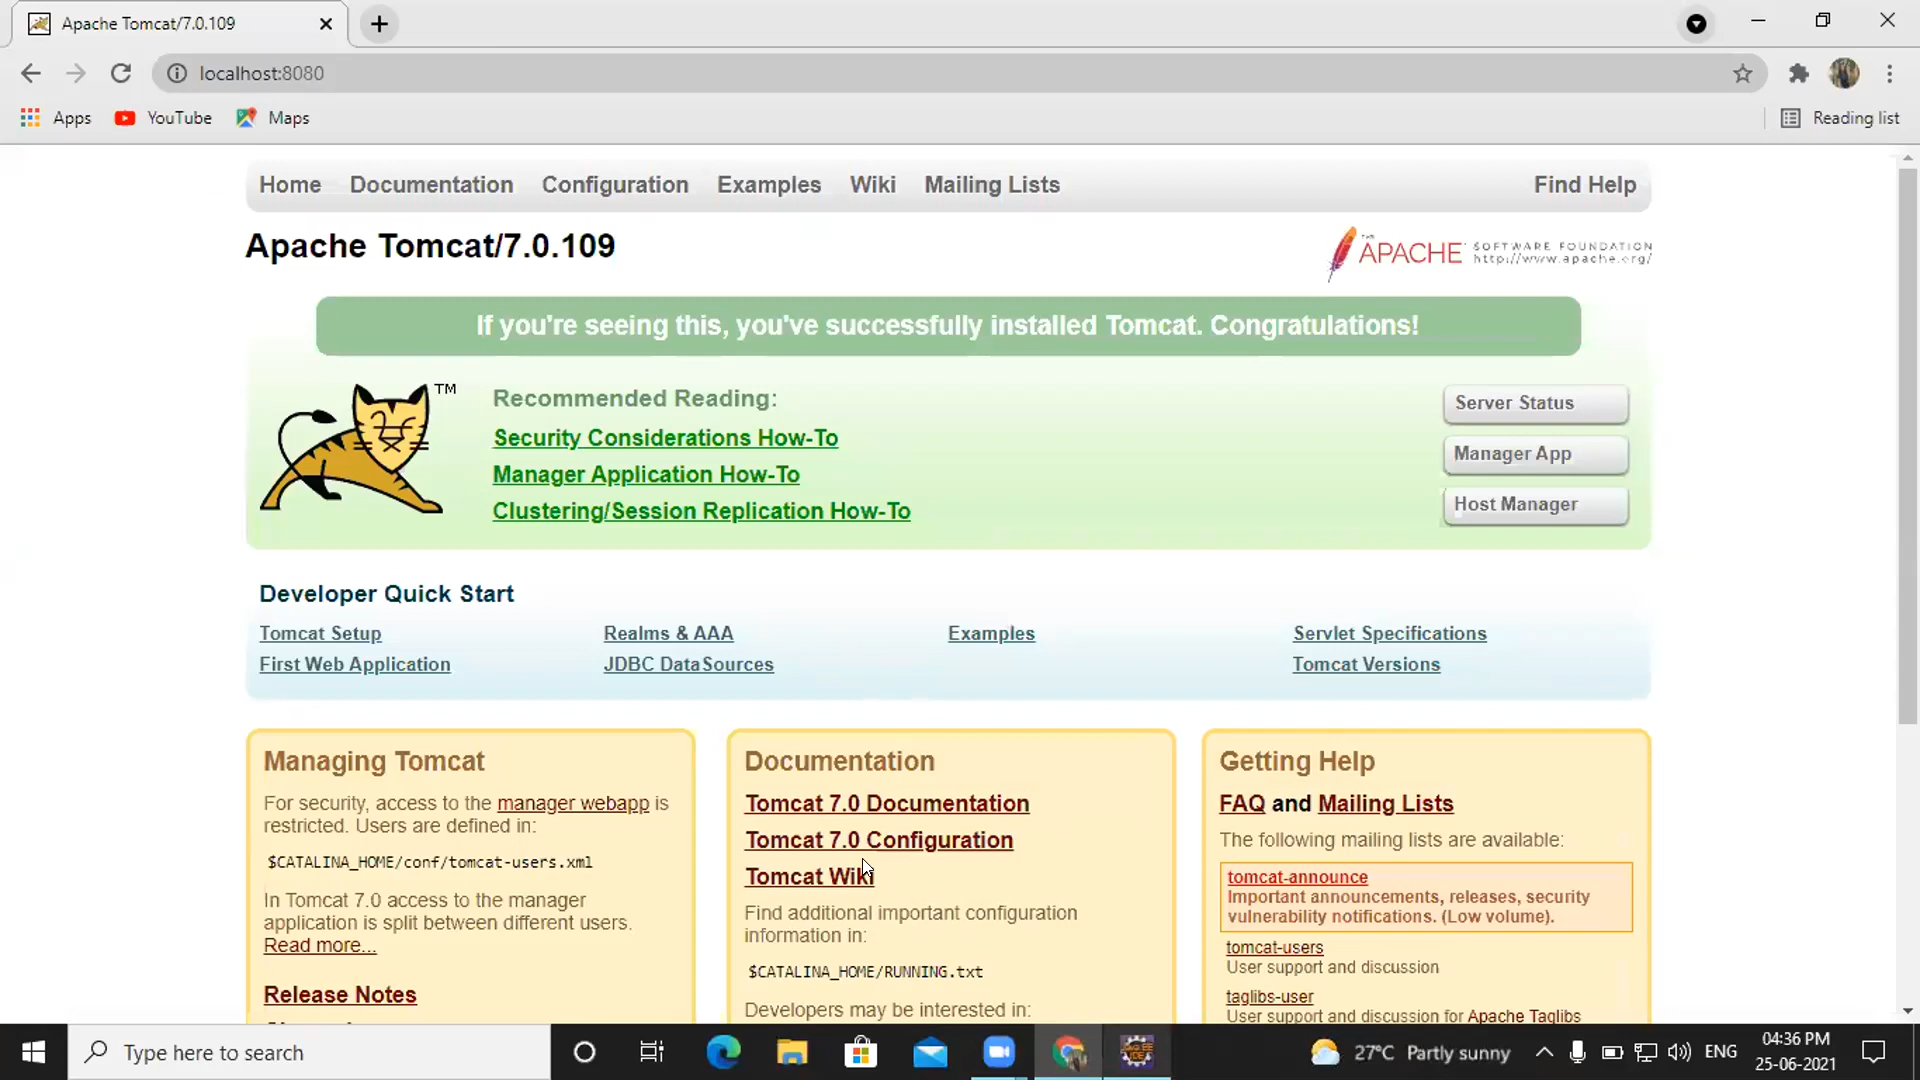 Apache Tomcat/7.0.109
localhost:8080
Apps YouTube Maps Reading list
Home Documentation Configuration Examples Wiki Mailing Lists Find Help
Apache Tomcat/7.0.109
THE APACHE SOFTWARE FOUNDATION
http://www.apache.org/
If you're seeing this, you've successfully installed Tomcat. Congratulations!
TM
Recommended Reading:
Security Considerations How-To
Manager Application How-To
Clustering/Session Replication How-To
Server Status
Manager App
Host Manager
Developer Quick Start
Tomcat Setup Realms & AAA Examples Servlet Specifications
First Web Application JDBC DataSources Tomcat Versions
Managing Tomcat
For security, access to the manager webapp is
restricted. Users are defined in:
$CATALINA_HOME/conf/tomcat-users.xml
In Tomcat 7.0 access to the manager
application is split between different users.
Read more...
Release Notes
Documentation
Tomcat 7.0 Documentation
Tomcat 7.0 Configuration
Tomcat Wiki
Find additional important configuration
information in:
$CATALINA_HOME/RUNNING.txt
Developers may be interested in:
Getting Help
FAQ and Mailing Lists
The following mailing lists are available:
tomcat-announce
Important announcements, releases, security
vulnerability notifications. (Low volume).
tomcat-users
User support and discussion
taglibs-user
User support and discussion for Apache Taglibs
Type here to search
27°C Partly sunny
ENG
04:36 PM
25-06-2021